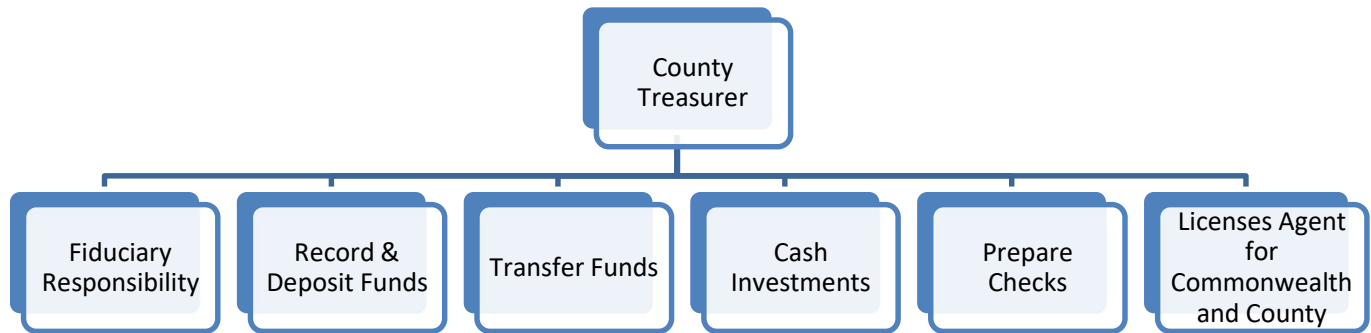 County
Treasurer
Fiduciary
Responsibility
Record &
Deposit Funds
Transfer Funds
Cash
Investments
Prepare
Checks
Licenses Agent
for
Commonwealth
and County